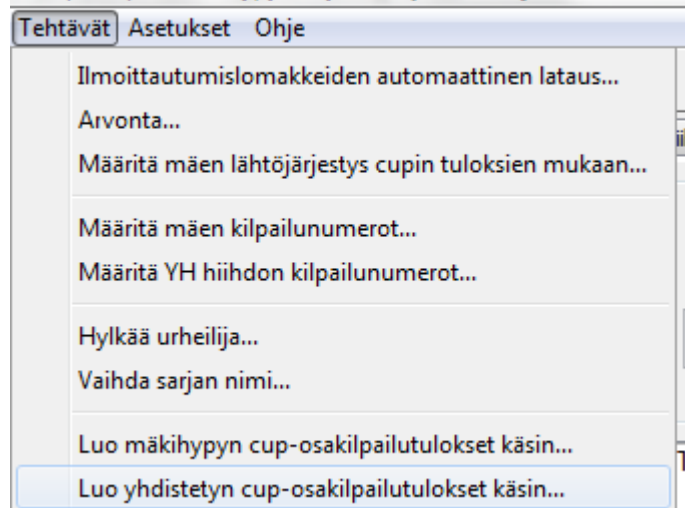 Tehtävät Asetukset Ohje
Ilmoittautumislomakkeiden automaattinen lataus...
Arvonta...
Määritä mäen lähtöjärjestys cupin tuloksien mukaan...
Määritä mäen kilpailunumerot...
Määritä YH hiihdon kilpailunumerot...
Hylkää urheilija...
Vaihda sarjan nimi...
Luo mäkihypyn cup-osakilpailutulokset käsin...
Luo yhdistetyn cup-osakilpailutulokset käsin...